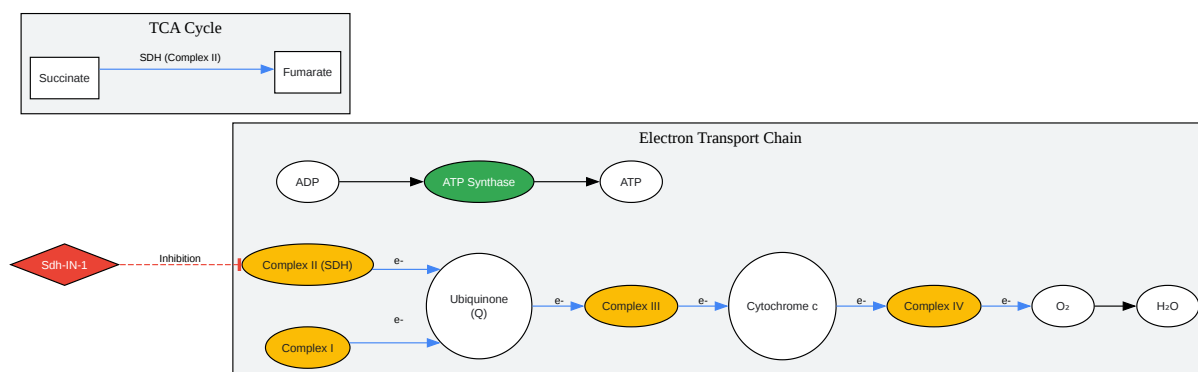 TCA Cycle
SDH (Complex II)
Succinate
Fumarate
Electron Transport Chain
ADP
ATP Synthase
ATP
Sdh-IN-1
Inhibition
Complex II (SDH)
e-
Ubiquinone
(Q)
e-
Complex III
e-
Cytochrome c
e-
Complex IV
e-
O₂
H₂O
e-
Complex I